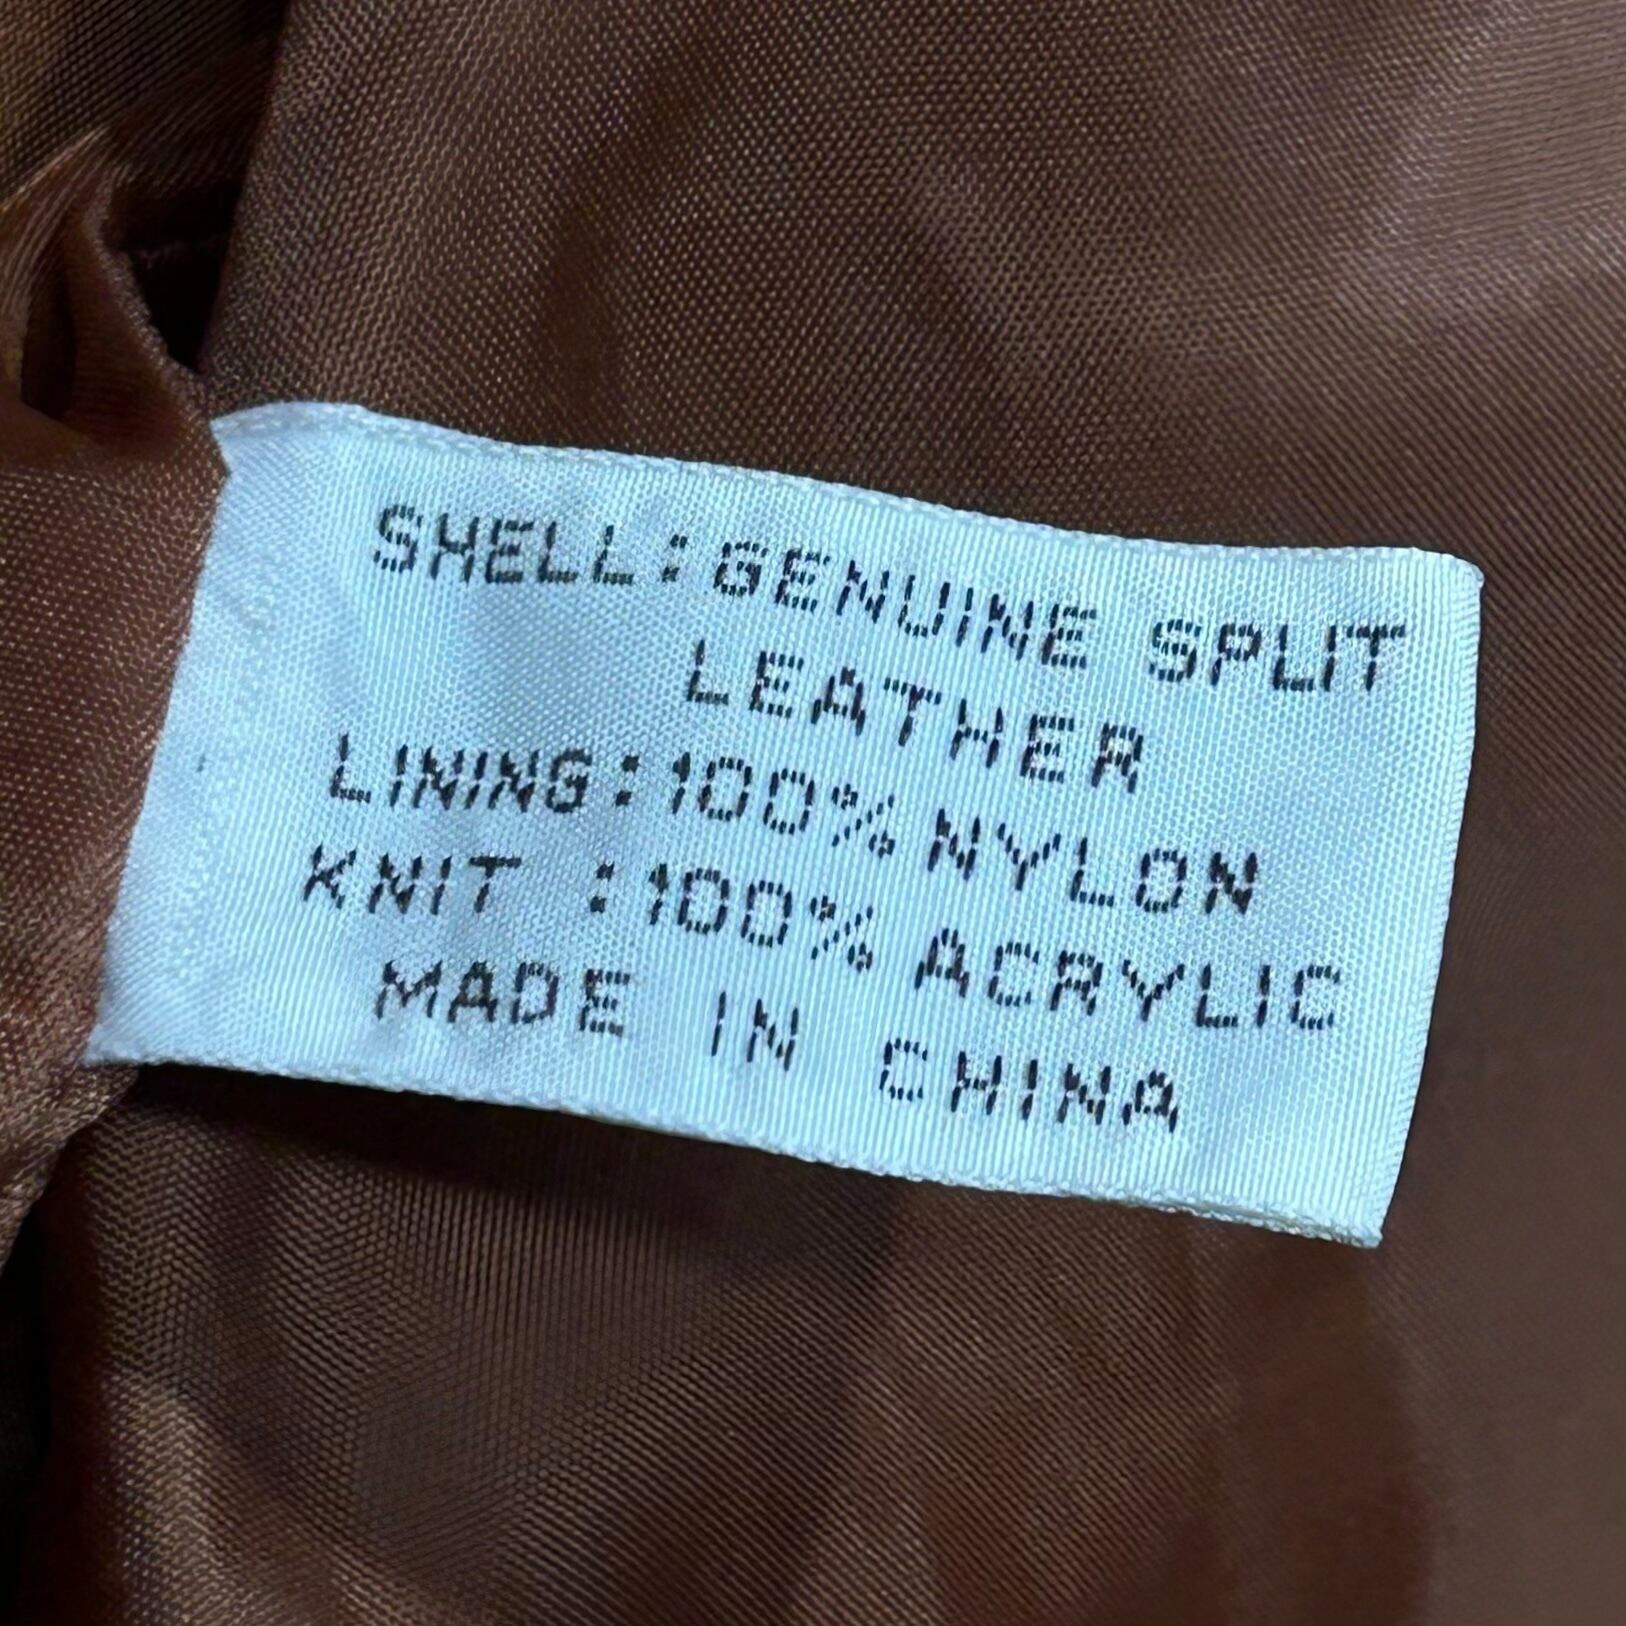 SHELL:GENUINE SPLIT
LEATHER
LINING:100% NYLON
KNIT :100% ACRYLIC
MADE IN CHINA